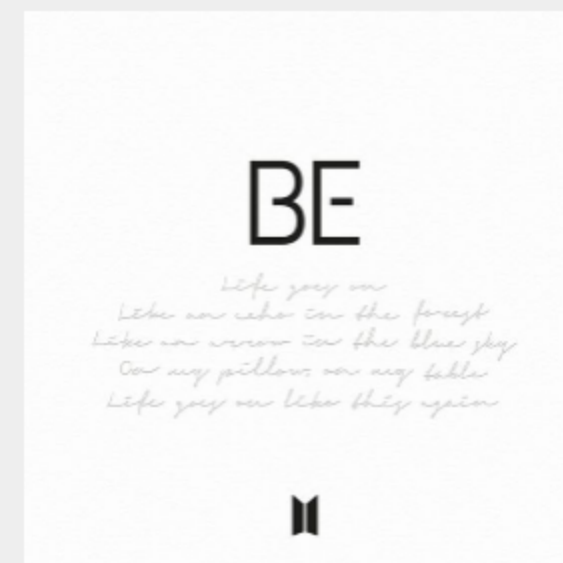 BE
Life goes on
Like an echo in the forest
Like an arrow in the blue sky
On my pillow, on my table
Life goes on like this again